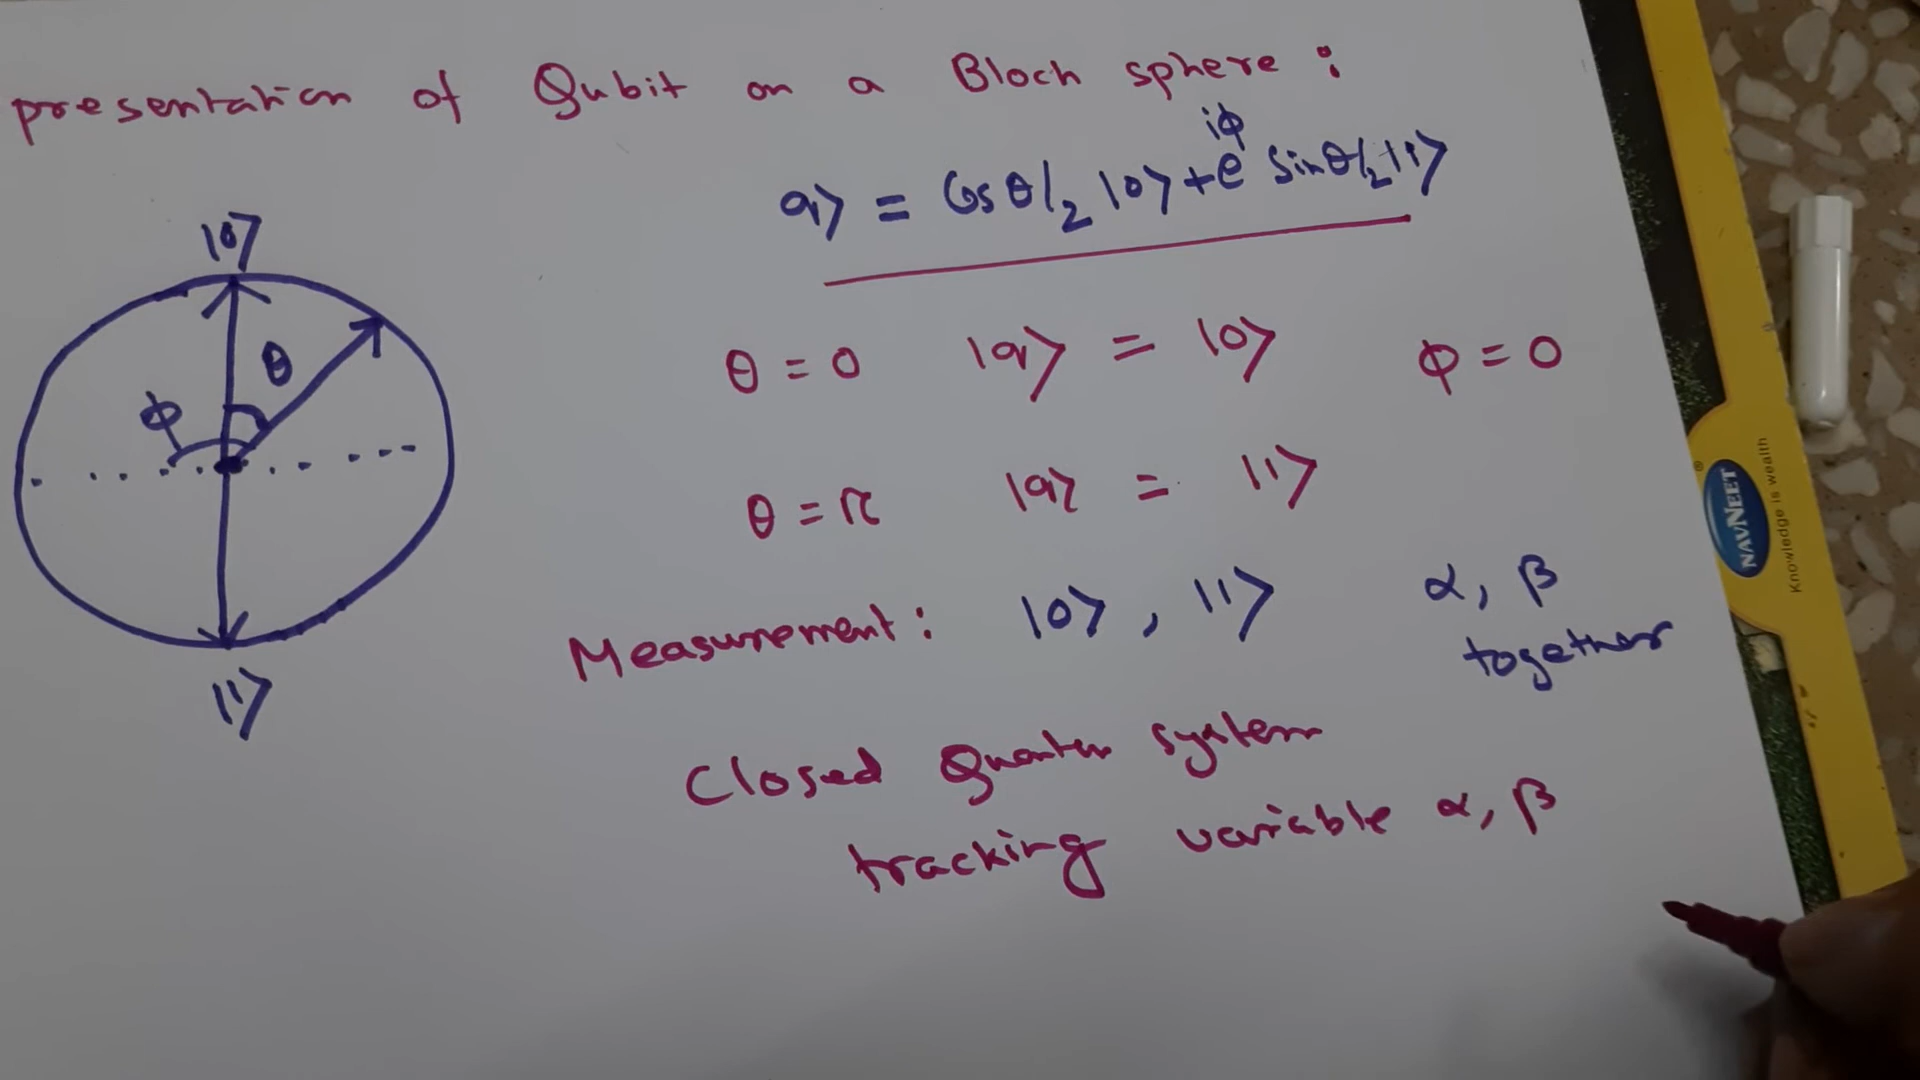 presentation of Qubit on a Bloch sphere :
q⟩ = Cos θ/2 |0⟩ + e^iφ Sin θ/2 |1⟩
|0⟩
θ
φ
|1⟩
θ = 0 |q⟩ = |0⟩ φ = 0
θ = π |q⟩ = |1⟩
Measurement : |0⟩ , |1⟩ α, β
together
Closed system
tracking variable α, β
NAVNEET
Knowledge is wealth